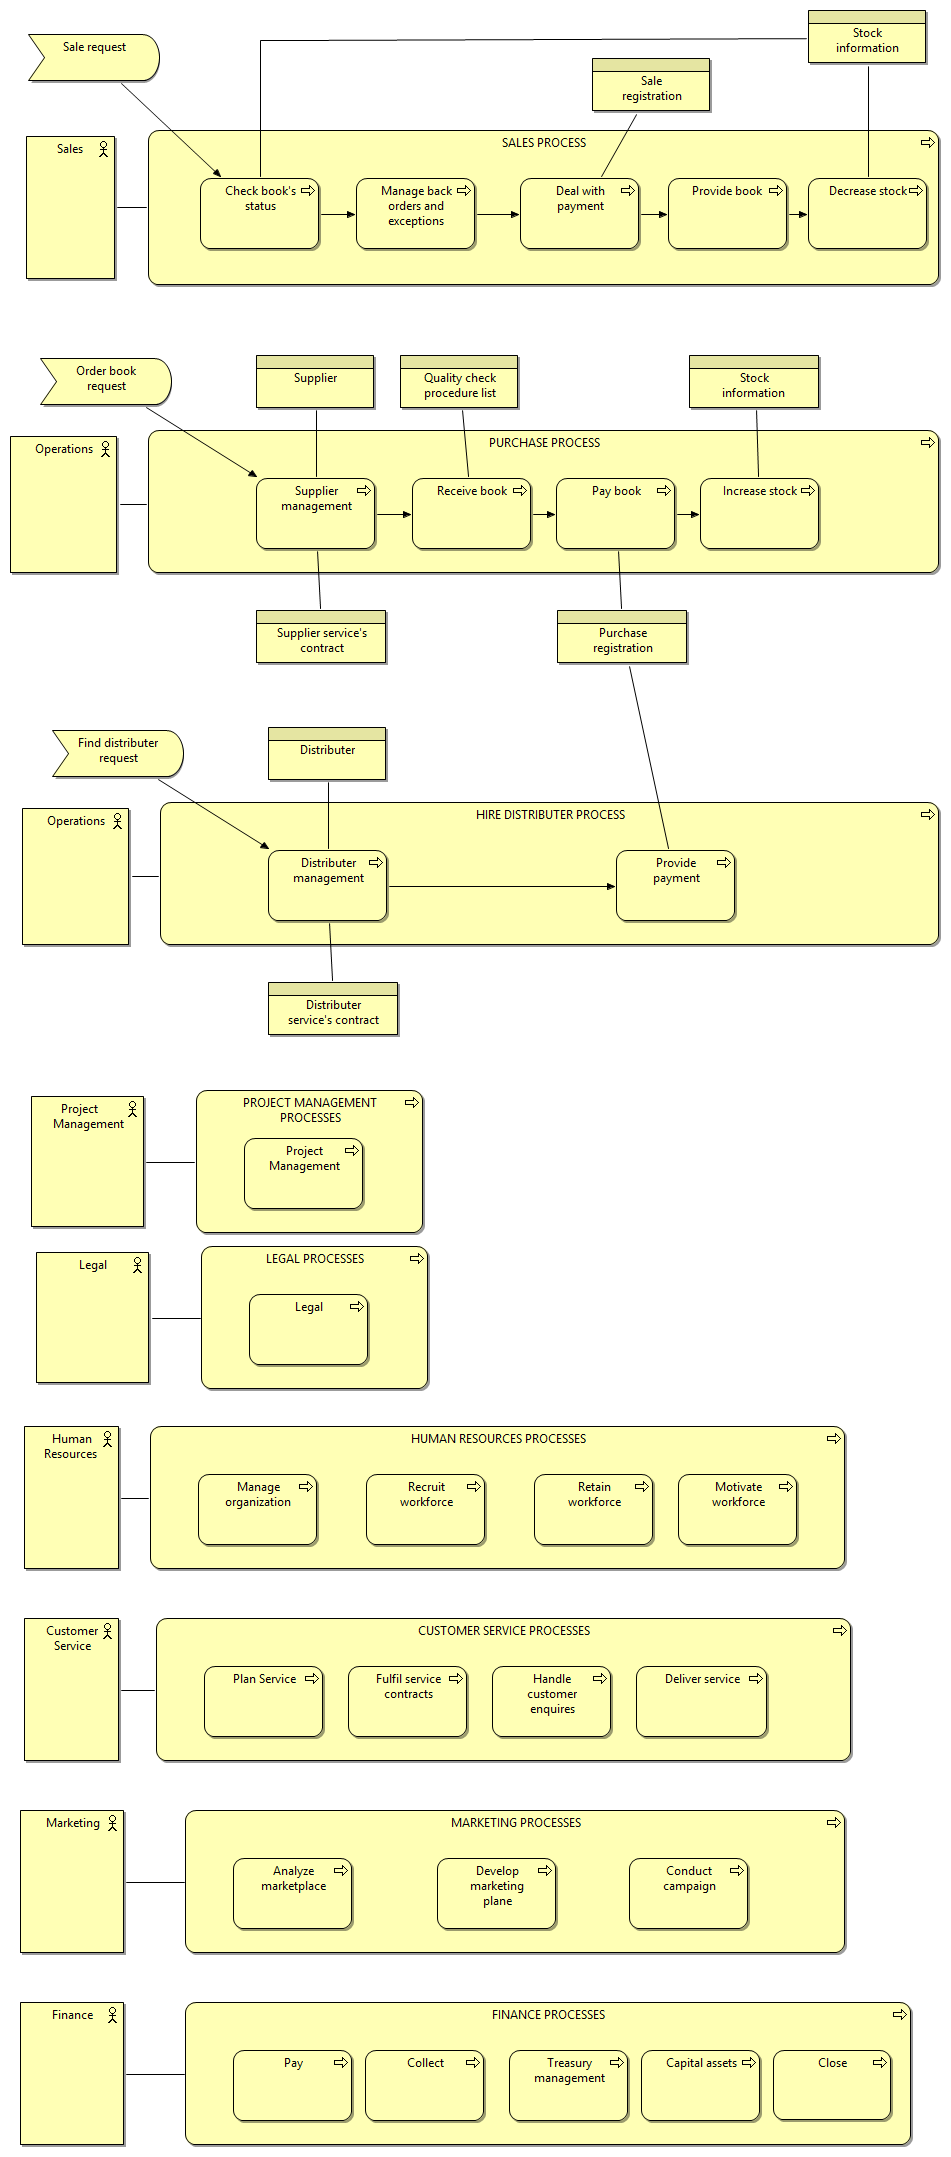 Stock
information
Sale request
Sale
registration
Sales
SALES PROCESS
Check book's
status
Manage back
orders and
exceptions
Deal with
payment
Provide book
Decrease stock
Order book
request
Supplier
Quality check
procedure list
Stock
information
Operations
PURCHASE PROCESS
Supplier
management
Receive book
Pay book
Increase stock
Supplier service's
contract
Purchase
registration
Find distributer
request
Distributer
Operations
HIRE DISTRIBUTER PROCESS
Distributer
management
Provide
payment
Distributer
service's contract
Project
Management
PROJECT MANAGEMENT
PROCESSES
Project
Management
Legal
LEGAL PROCESSES
Legal
Human
Resources
HUMAN RESOURCES PROCESSES
Manage
organization
Recruit
workforce
Retain
workforce
Motivate
workforce
Customer
Service
CUSTOMER SERVICE PROCESSES
Plan Service
Fulfil service
contracts
Handle
customer
enquires
Deliver service
Marketing
MARKETING PROCESSES
Analyze
marketplace
Develop
marketing
plane
Conduct
campaign
Finance
FINANCE PROCESSES
Pay
Collect
Treasury
management
Capital assets
Close